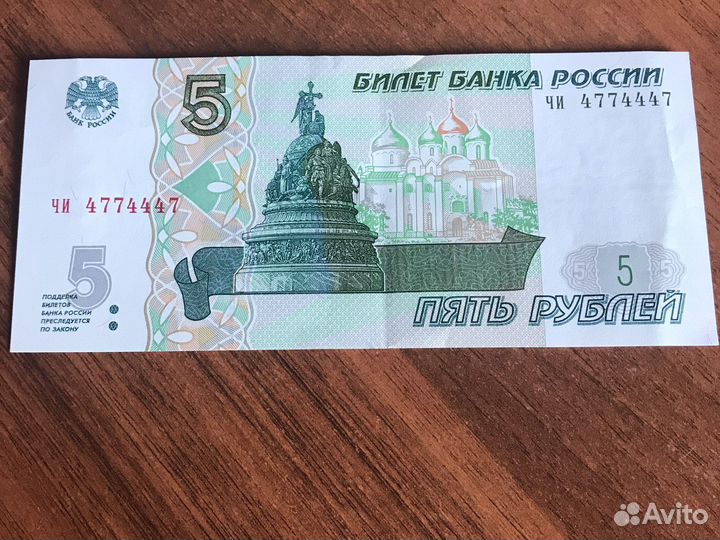 5
БИЛЕТ БАНКА РОССИИ
чи 4774447
БАНК РОССИИ
чи 4774447
5
5 5 5
ПОДДЕЛКА
БИЛЕТОВ
БАНКА РОССИИ
ПРЕСЛЕДУЕТСЯ
ПО ЗАКОНУ
ПЯТЬ РУБЛЕЙ
Avito